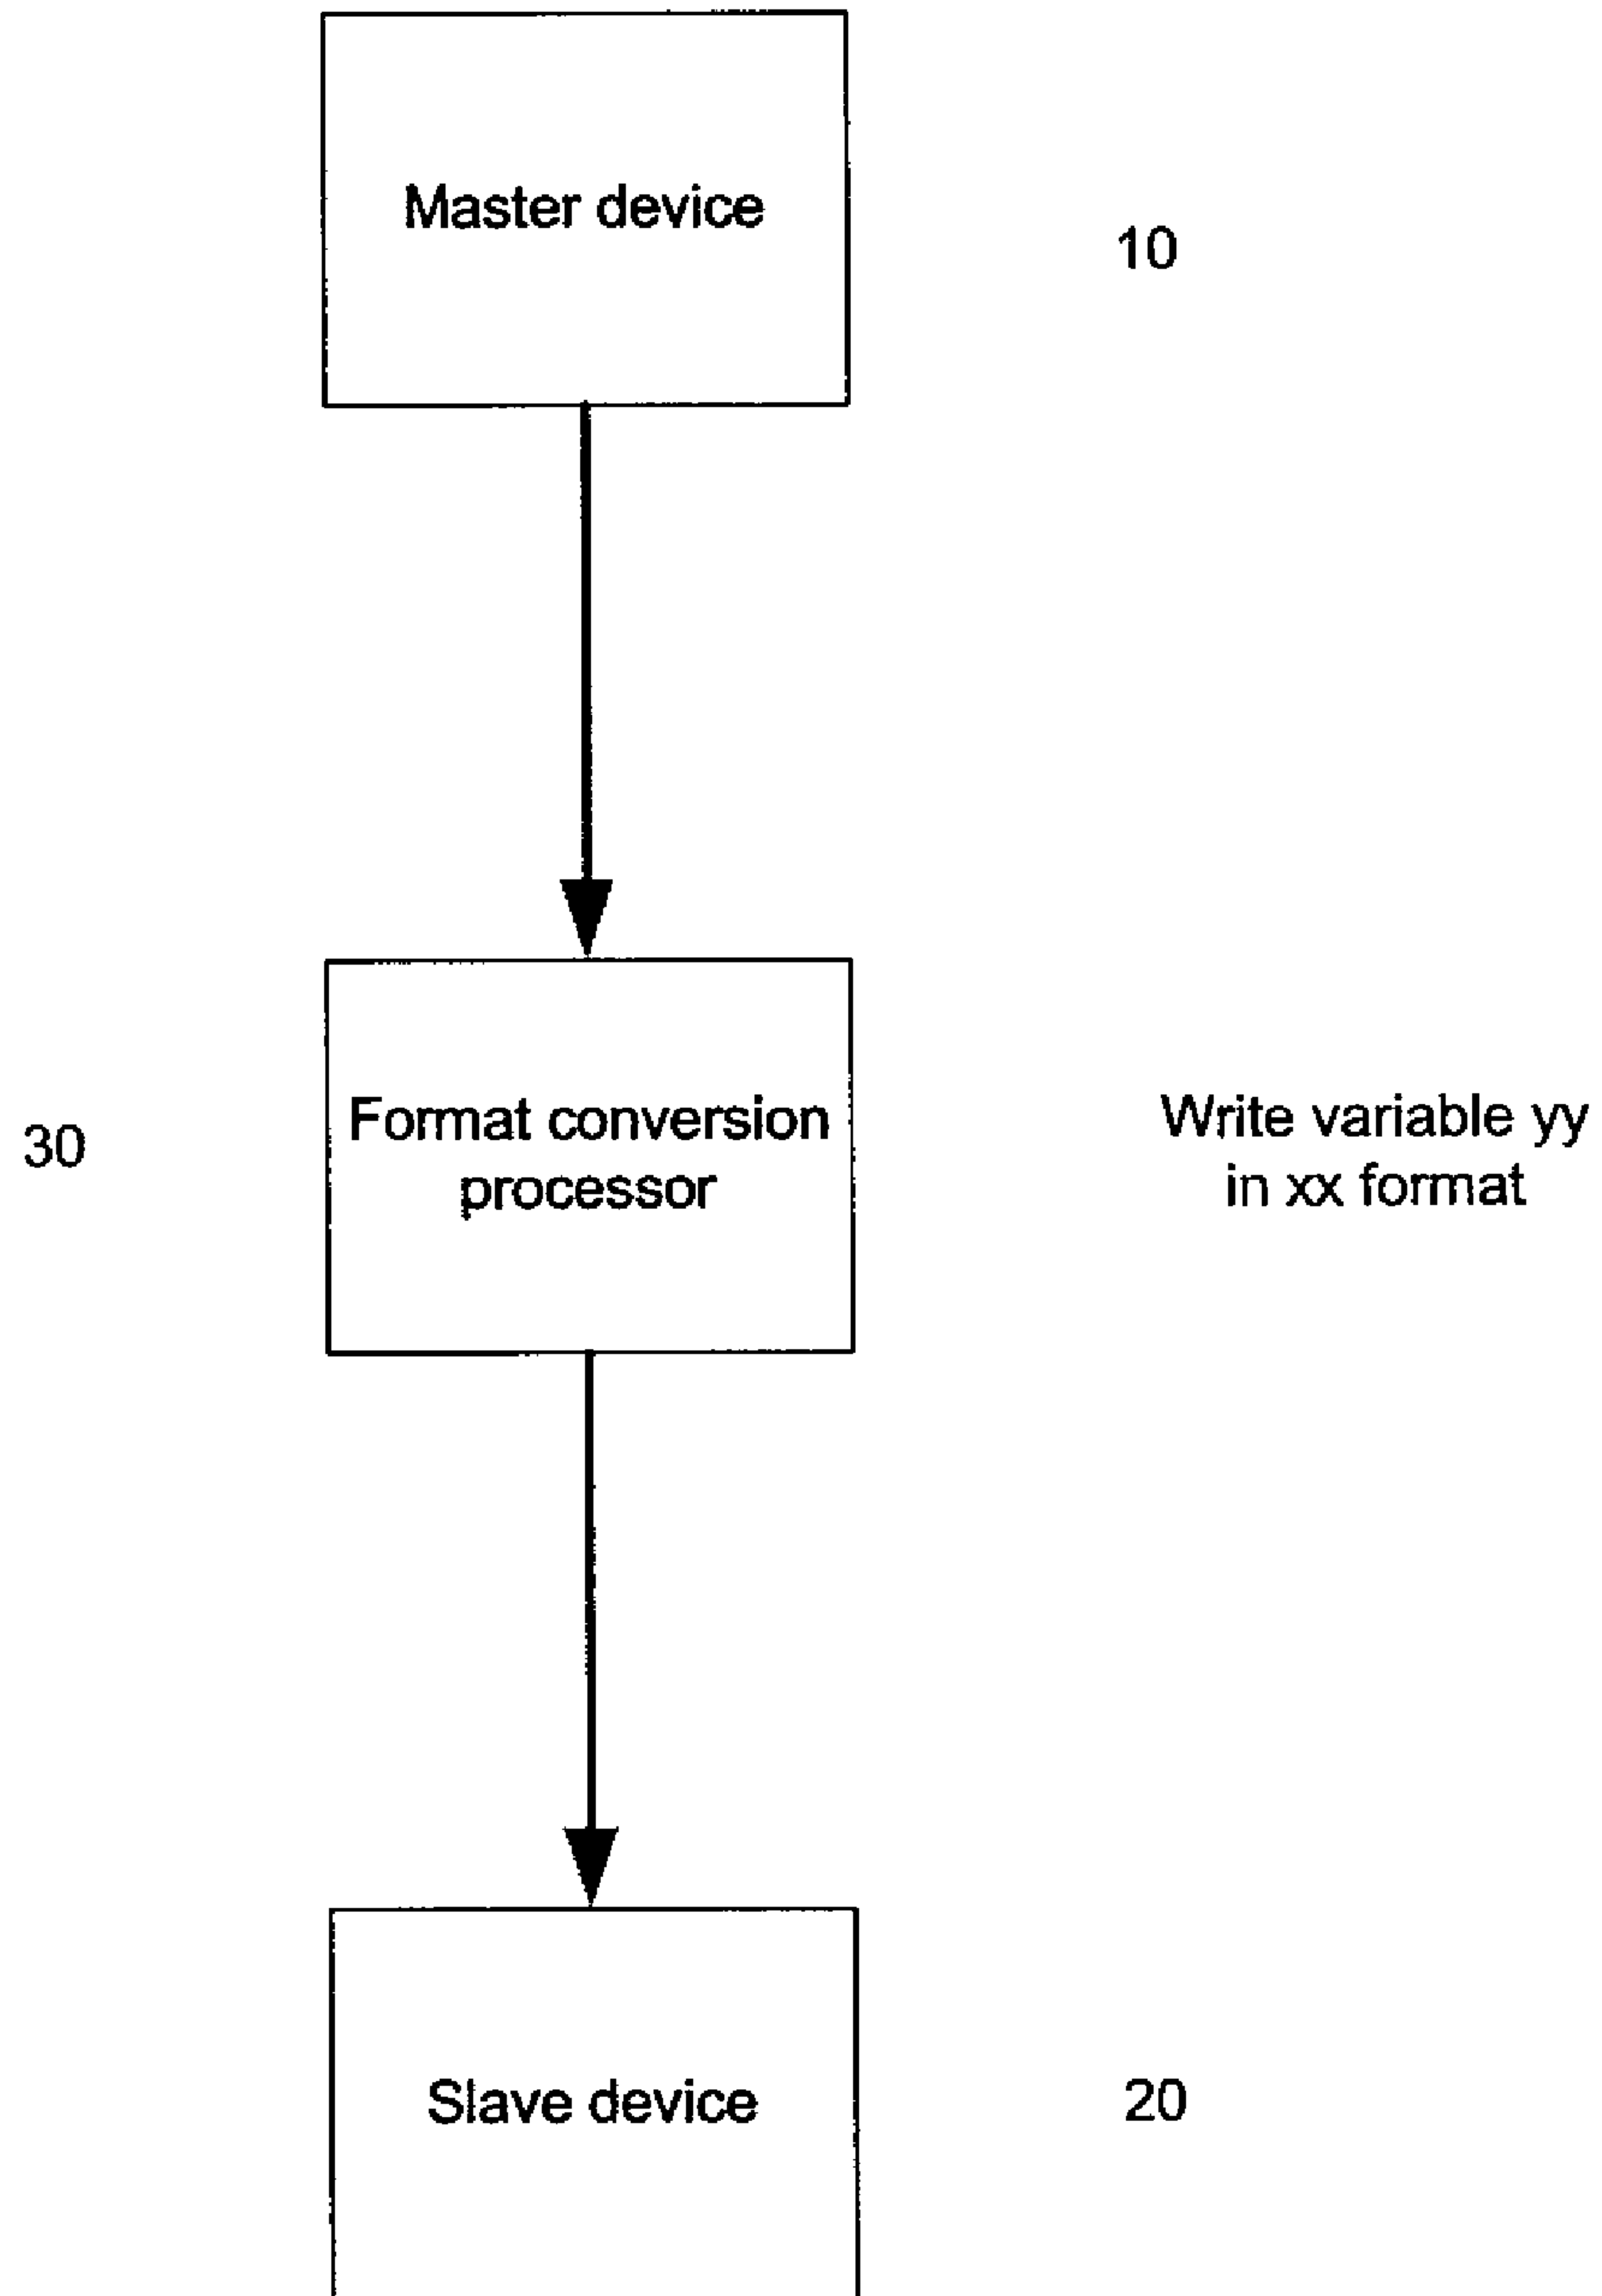 Master device
10
30
Format conversion
processor
Write variable yy
in xx format
Slave device
20